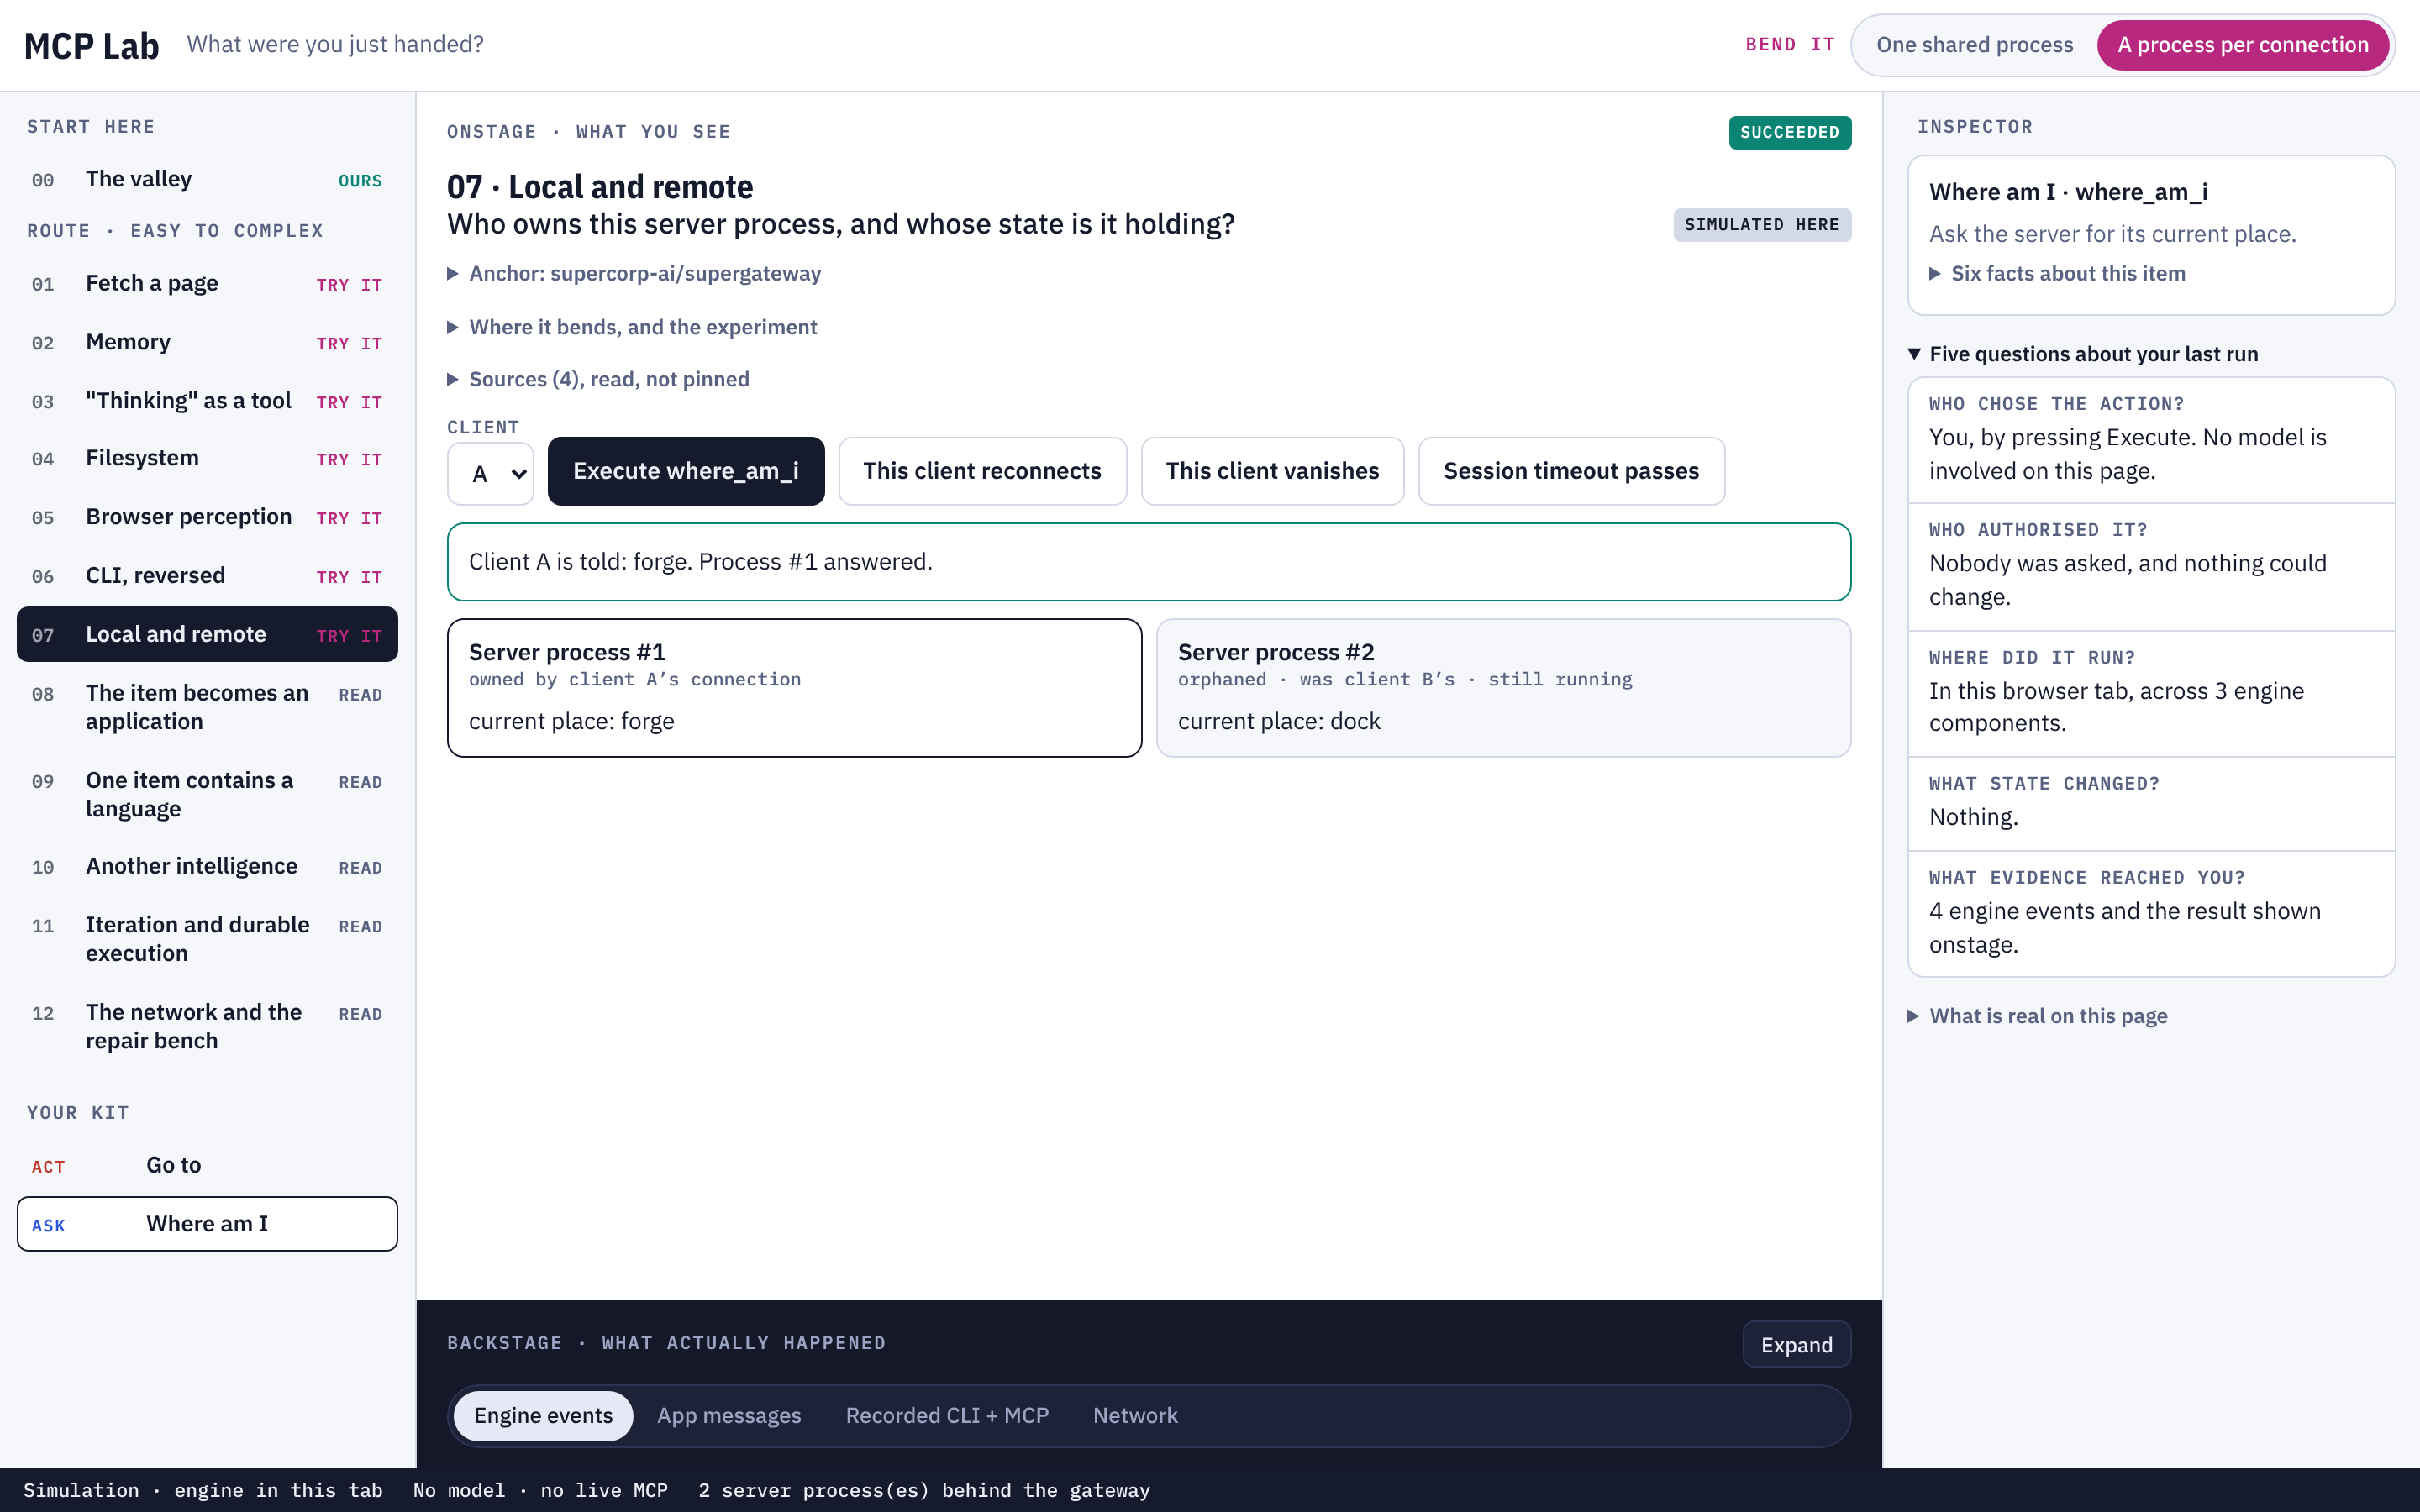 MCP Lab
What were you just handed?
BEND IT
One shared process
A process per connection
START HERE
00 The valley OURS
ROUTE · EASY TO COMPLEX
01 Fetch a page TRY IT
02 Memory TRY IT
03 "Thinking" as a tool TRY IT
04 Filesystem TRY IT
05 Browser perception TRY IT
06 CLI, reversed TRY IT
07 Local and remote TRY IT
08 The item becomes an READ
application
09 One item contains a READ
language
10 Another intelligence READ
11 Iteration and durable READ
execution
12 The network and the READ
repair bench
YOUR KIT
ACT Go to
ASK Where am I
ONSTAGE · WHAT YOU SEE
SUCCEEDED
07 · Local and remote
Who owns this server process, and whose state is it holding?
SIMULATED HERE
Anchor: supercorp-ai/supergateway
Where it bends, and the experiment
Sources (4), read, not pinned
CLIENT
A
Execute where_am_i
This client reconnects
This client vanishes
Session timeout passes
Client A is told: forge. Process #1 answered.
Server process #1
owned by client A’s connection
current place: forge
Server process #2
orphaned · was client B’s · still running
current place: dock
BACKSTAGE · WHAT ACTUALLY HAPPENED
Expand
Engine events
App messages
Recorded CLI + MCP
Network
INSPECTOR
Where am I · where_am_i
Ask the server for its current place.
Six facts about this item
Five questions about your last run
WHO CHOSE THE ACTION?
You, by pressing Execute. No model is
involved on this page.
WHO AUTHORISED IT?
Nobody was asked, and nothing could
change.
WHERE DID IT RUN?
In this browser tab, across 3 engine
components.
WHAT STATE CHANGED?
Nothing.
WHAT EVIDENCE REACHED YOU?
4 engine events and the result shown
onstage.
What is real on this page
Simulation · engine in this tab
No model · no live MCP
2 server process(es) behind the gateway